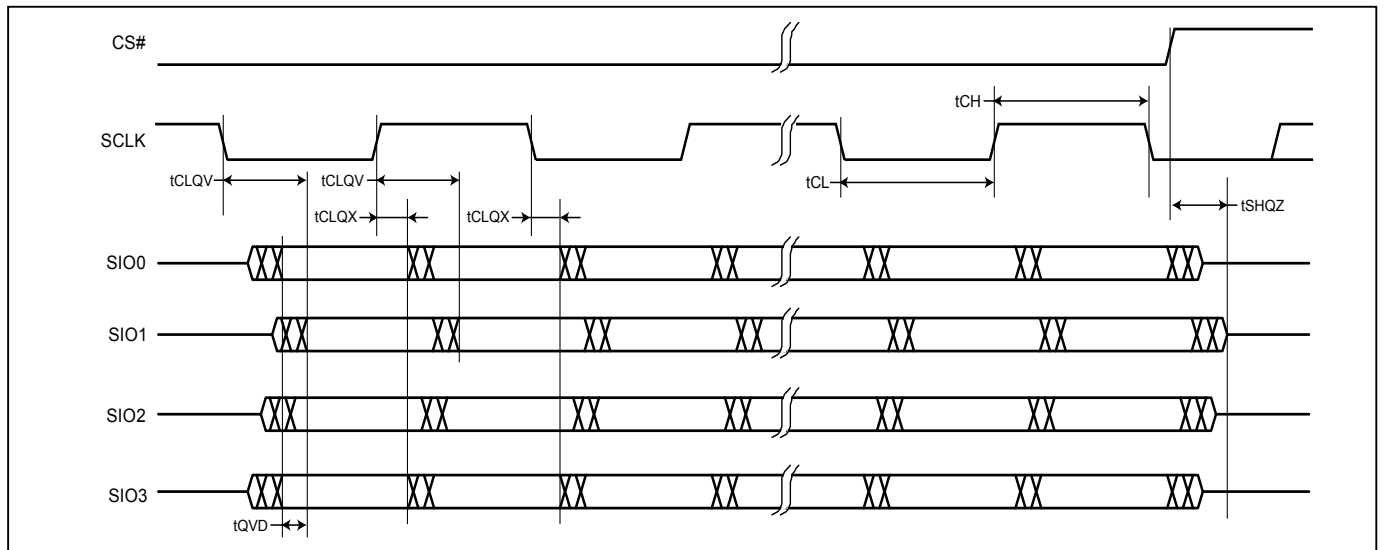 CS#
tCH
SCLK
tCLQV
tCLQV
tCL
tCLQX
tCLQX
tSHQZ
SIO0
SIO1
SIO2
SIO3
tQVD